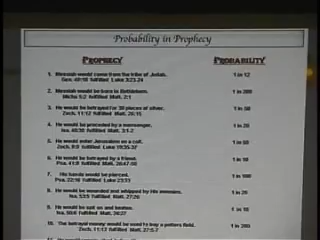 Probability in Prophecy
PROPHECY PROBABILITY
1. Messiah would come from the tribe of Judah. 1 in 12
Gen. 49:10 fulfilled Luke 3:23-34
2. Messiah would be born in Bethlehem. 1 in 200
Micha 5:2 fulfilled Matt. 2:1
3. He would be betrayed for 30 pieces of silver. 1 in 50
Zech. 11:12 fulfilled Matt. 26:15
4. He would be preceded by a messenger. 1 in 20
Isa. 40:3 fulfilled Matt. 3:1-2
5. He would enter Jerusalem on a colt. 1 in 50
Zech. 9:9 fulfilled Luke 19:35-37
6. He would be betrayed by a friend. 1 in 10
Psa. 41:9 fulfilled Matt. 26:47-50
7. His hands would be pierced. 1 in 100
Psa. 22:16 fulfilled Luke 23:33
8. He would be wounded and whipped by His enemies. 1 in
Isa. 53:5 fulfilled Matt. 27:26
9. He would be spit on and beaten. 1 in 10
Isa. 50:6 fulfilled Matt. 26:67
10. The betrayal money would be used to buy a potters field. 1 in 200
Zech. 11:13 fulfilled Matt. 27:5-7